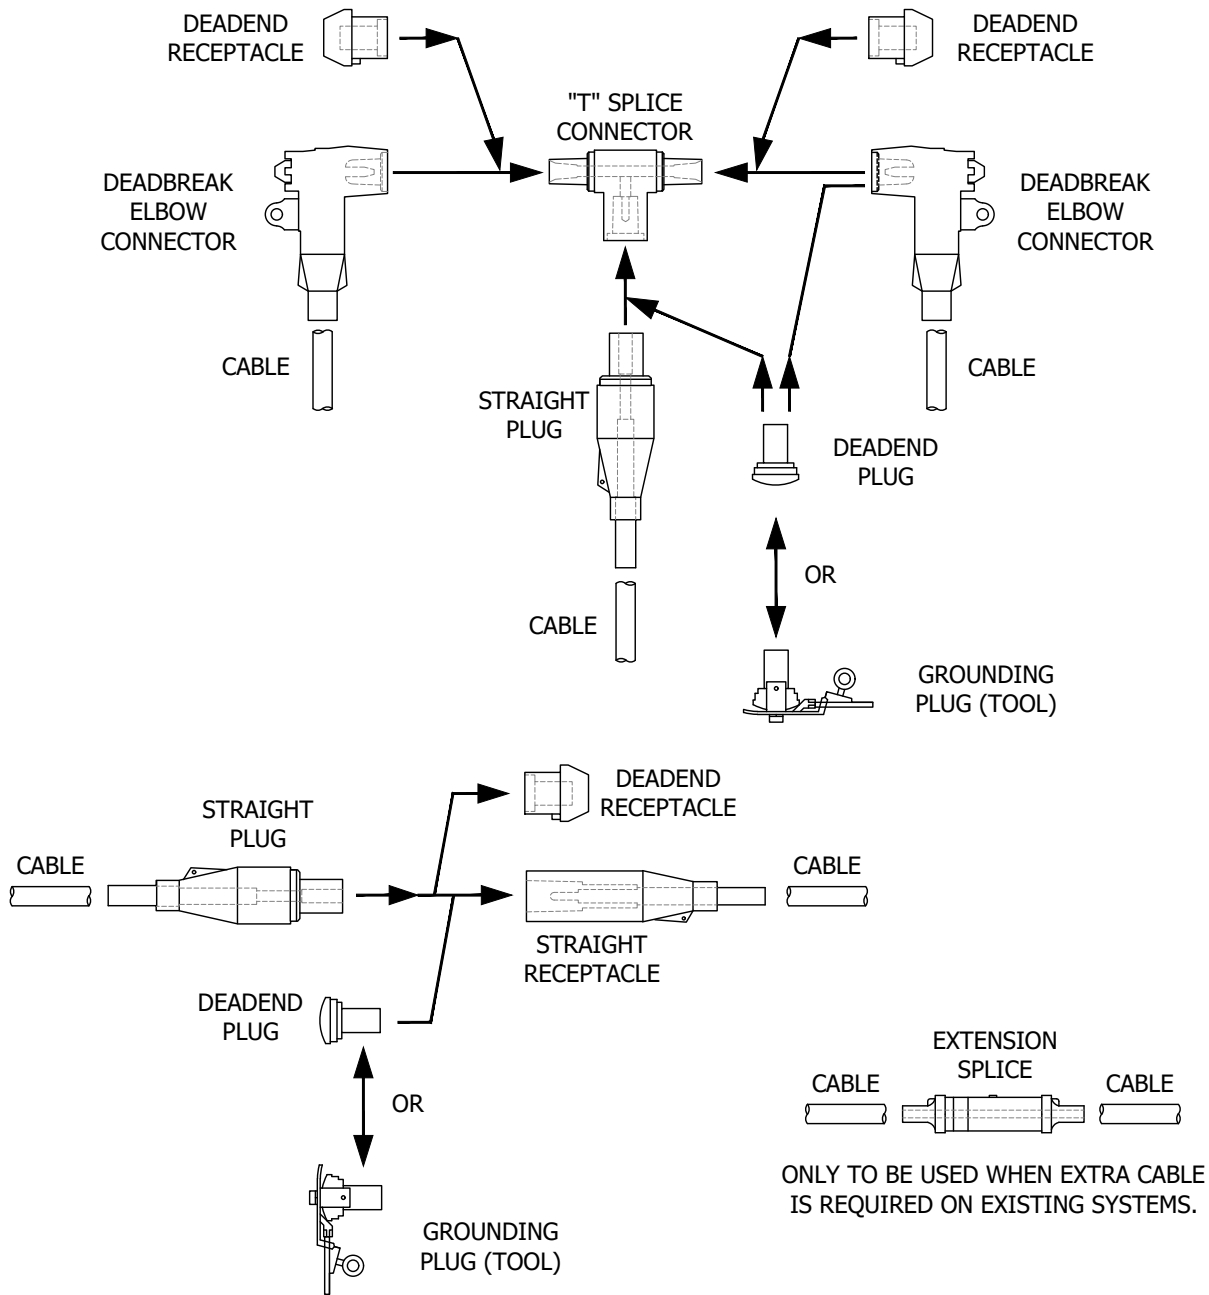 DEADEND
RECEPTACLE
DEADEND
RECEPTACLE
"T" SPLICE
CONNECTOR
DEADBREAK
ELBOW
CONNECTOR
DEADBREAK
ELBOW
CONNECTOR
CABLE
CABLE
STRAIGHT
PLUG
DEADEND
PLUG
OR
CABLE
GROUNDING
PLUG (TOOL)
DEADEND
RECEPTACLE
STRAIGHT
PLUG
CABLE
CABLE
STRAIGHT
RECEPTACLE
DEADEND
PLUG
OR
GROUNDING
PLUG (TOOL)
EXTENSION
SPLICE
CABLE
CABLE
ONLY TO BE USED WHEN EXTRA CABLE
IS REQUIRED ON EXISTING SYSTEMS.